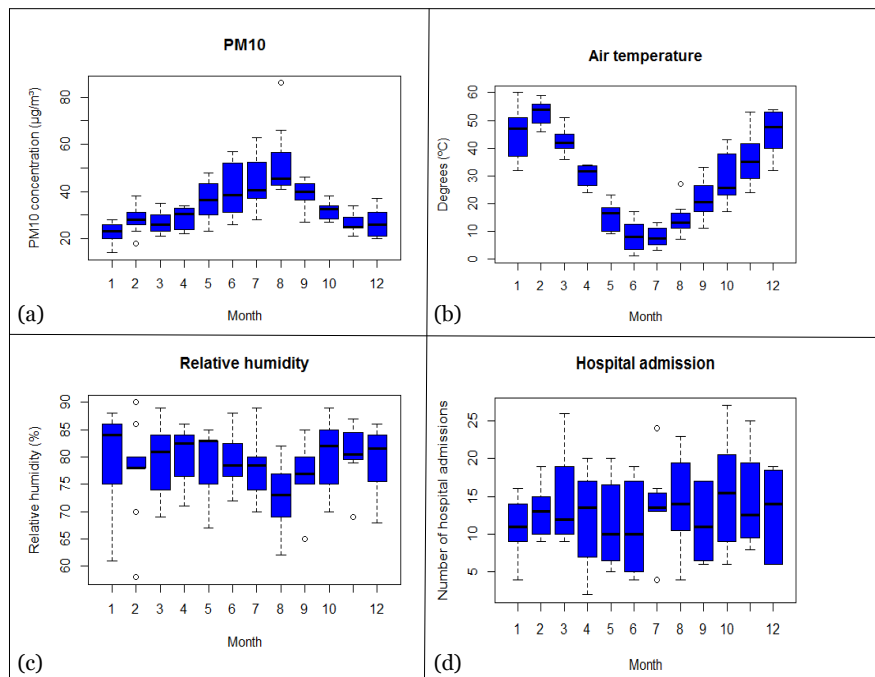 PM10
PM10 concentration (µg/m³)
80
60
40
20
1 2 3 4 5 6 7 8 9 10 12
Month
(a)
Air temperature
Degrees (ºC)
60
50
40
30
20
10
0
1 2 3 4 5 6 7 8 9 10 12
Month
(b)
Relative humidity
Relative humidity (%)
90
85
80
75
70
65
60
1 2 3 4 5 6 7 8 9 10 12
Month
(c)
Hospital admission
Number of hospital admissions
25
20
15
10
5
1 2 3 4 5 6 7 8 9 10 12
Month
(d)